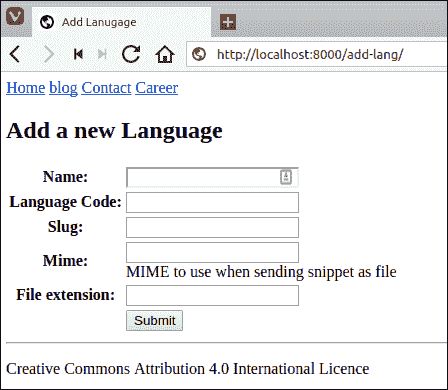 Add Lanugage
http://localhost:8000/add-lang/
Home blog Contact Career
Add a new Language
Name:
Language Code:
Slug:
Mime:
MIME to use when sending snippet as file
File extension:
Submit
Creative Commons Attribution 4.0 International Licence